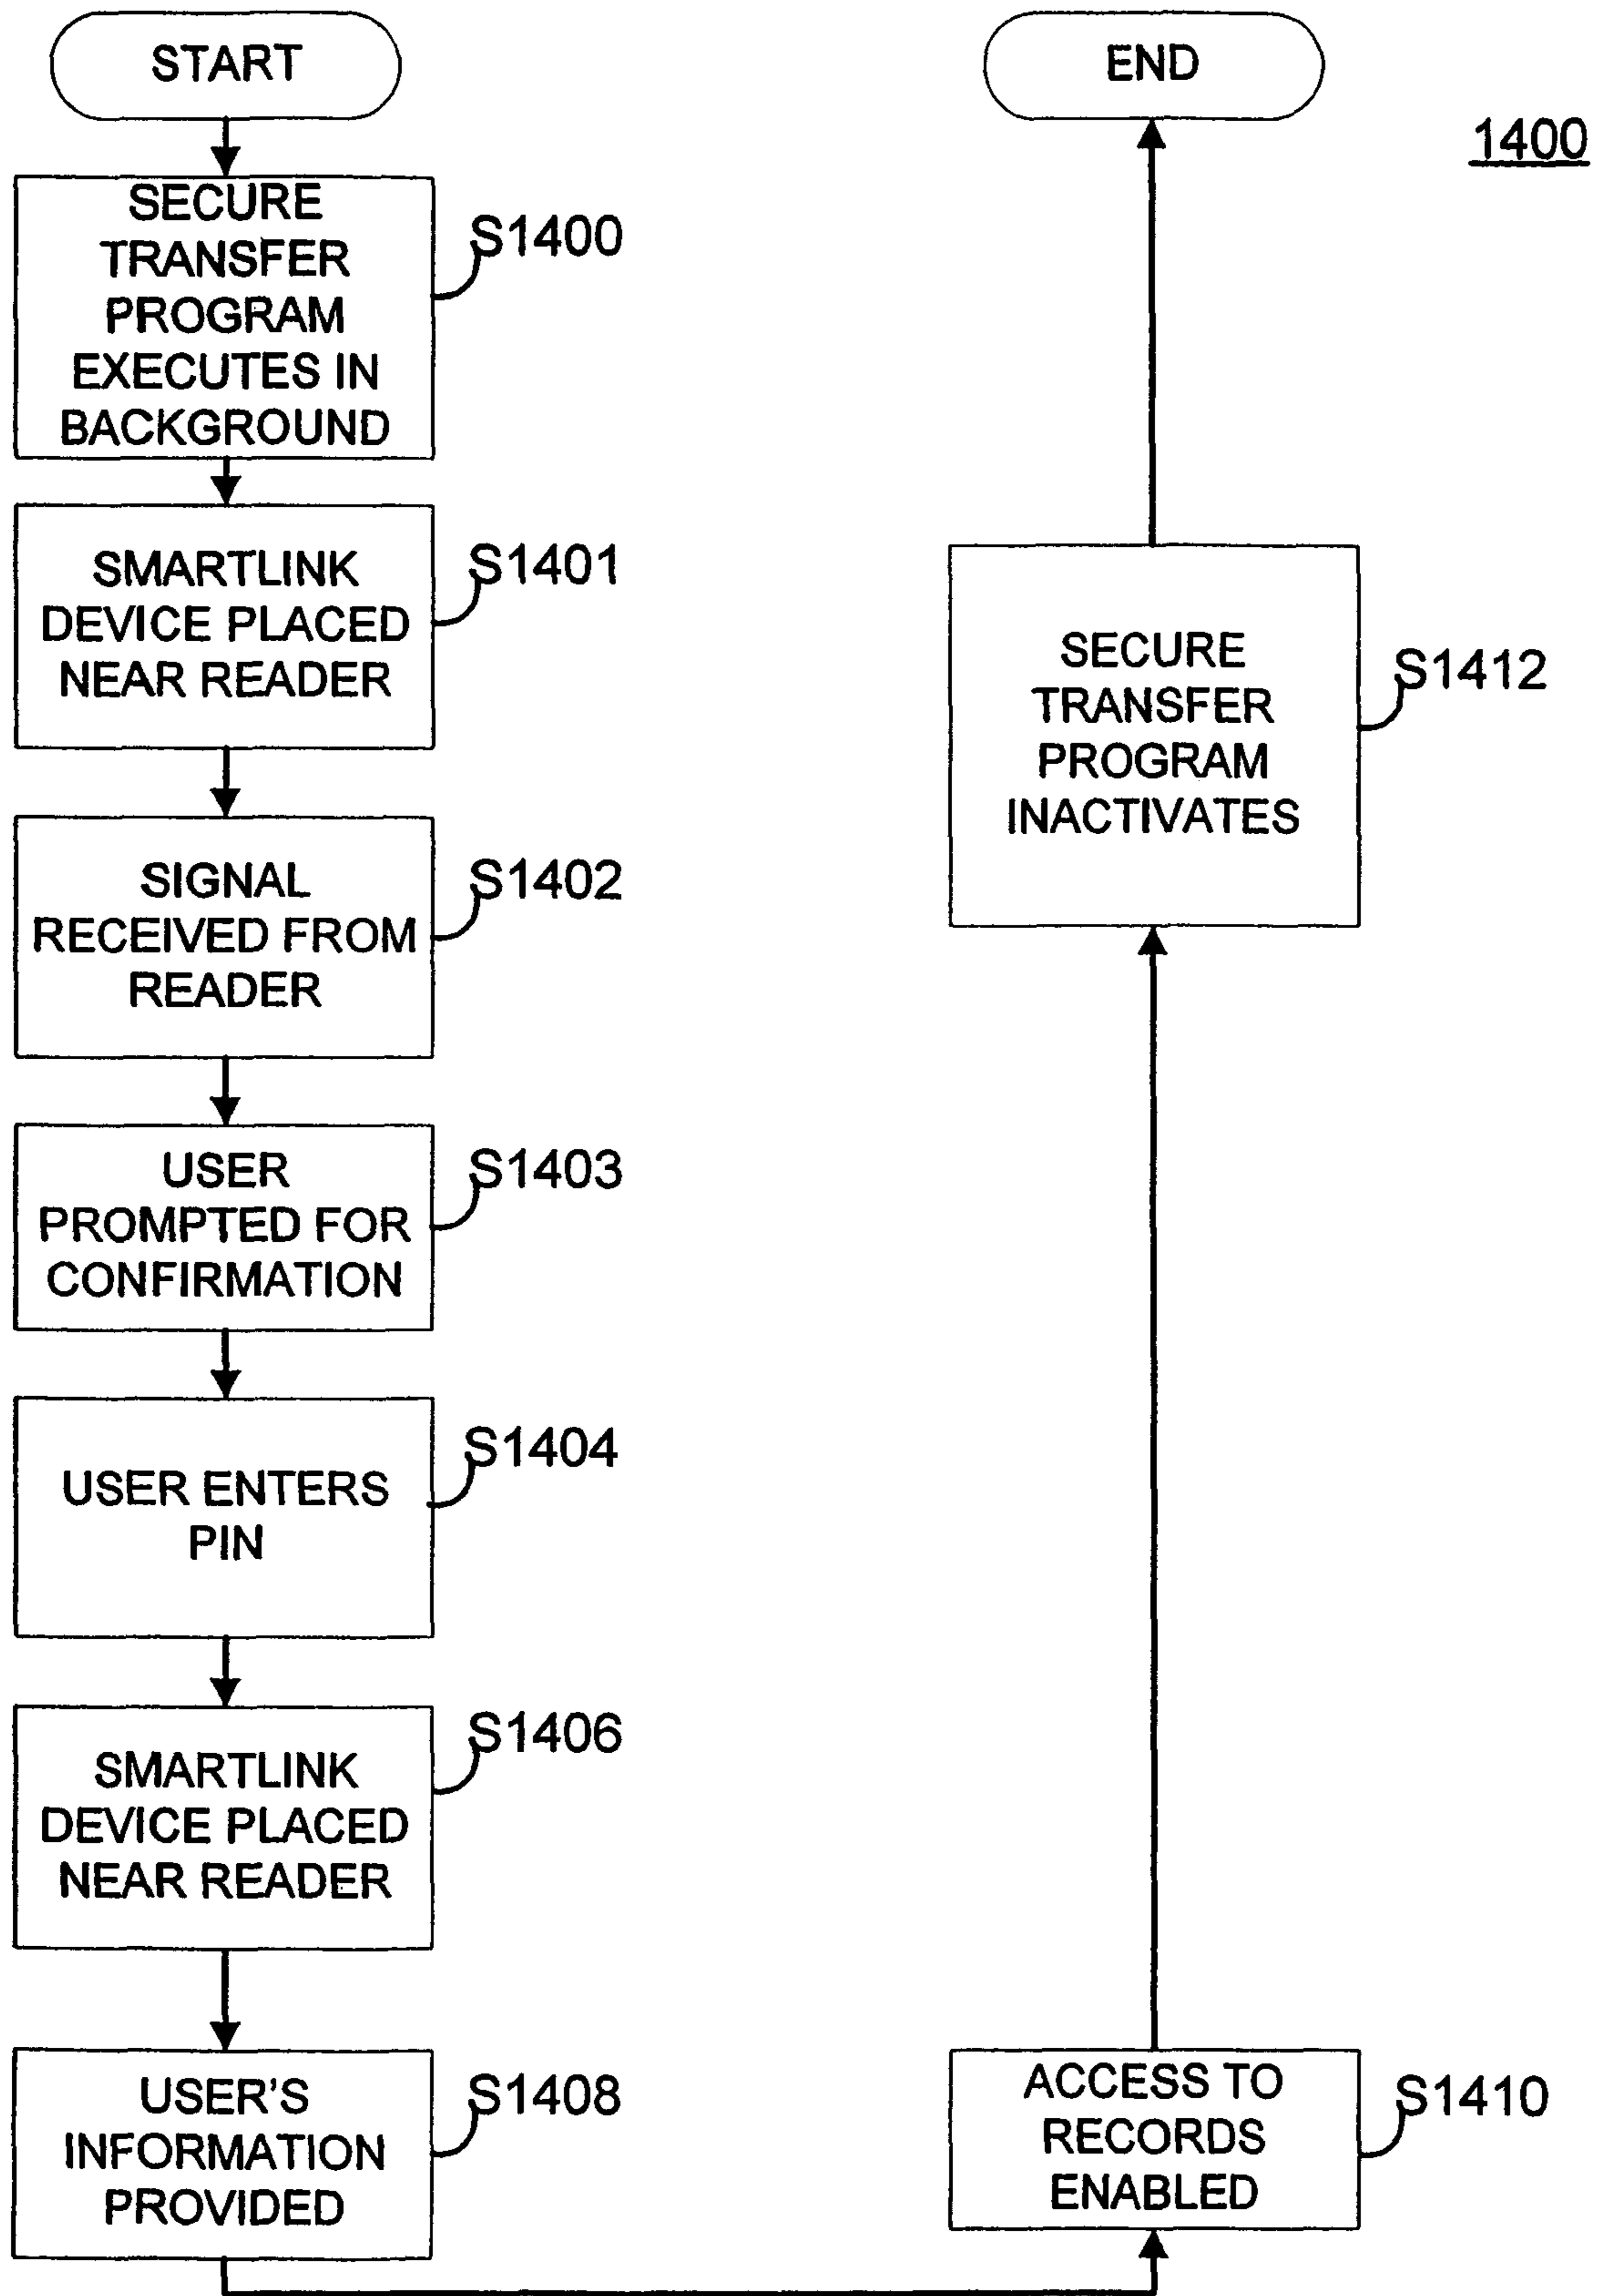 START
SECURE
TRANSFER
PROGRAM
EXECUTES IN
BACKGROUND
S1400
SMARTLINK
DEVICE PLACED
NEAR READER
S1401
SIGNAL
RECEIVED FROM
READER
S1402
USER
PROMPTED FOR
CONFIRMATION
S1403
USER ENTERS
PIN
S1404
SMARTLINK
DEVICE PLACED
NEAR READER
S1406
USER'S
INFORMATION
PROVIDED
S1408
ACCESS TO
RECORDS
ENABLED
S1410
SECURE
TRANSFER
PROGRAM
INACTIVATES
S1412
END
1400